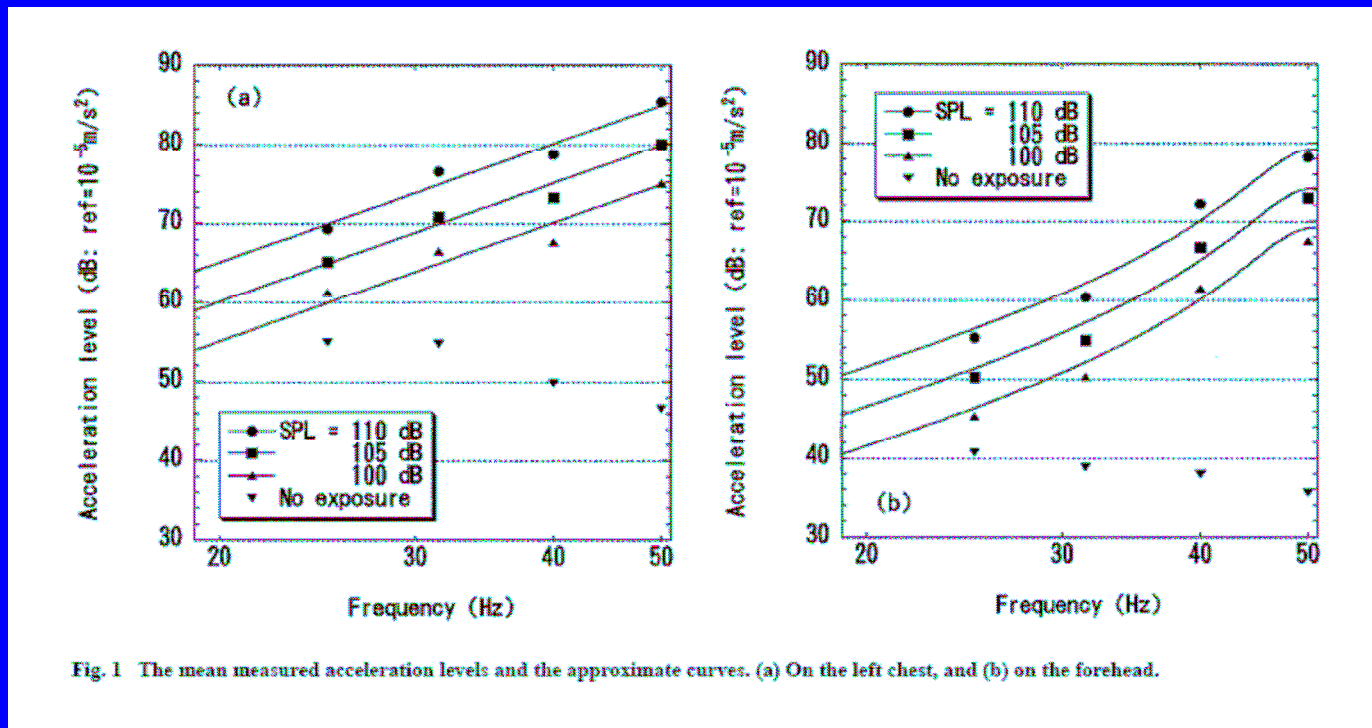 Acceleration level (dB: ref=10⁻⁵m/s²)
90
80
70
60
50
40
30
(a)
SPL = 110 dB
105 dB
100 dB
No exposure
20
30
40
50
Frequency (Hz)
Acceleration level (dB: ref=10⁻⁵m/s²)
90
80
70
60
50
40
30
SPL = 110 dB
105 dB
100 dB
No exposure
(b)
20
30
40
50
Frequency (Hz)
Fig. 1 The mean measured acceleration levels and the approximate curves. (a) On the left chest, and (b) on the forehead.